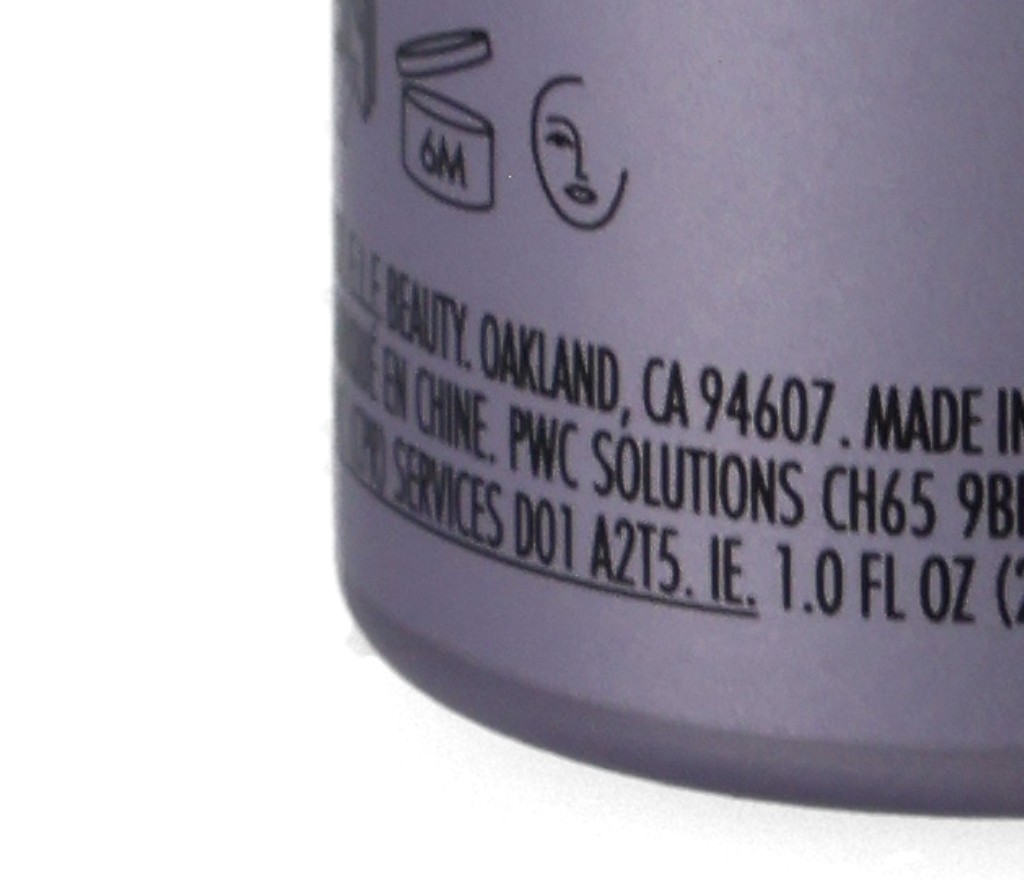 6M
BEAUTY. OAKLAND, CA 94607. MADE IN
EN CHINE. PWC SOLUTIONS CH65
SERVICES D01 A2T5. IE. 1.0 FL OZ